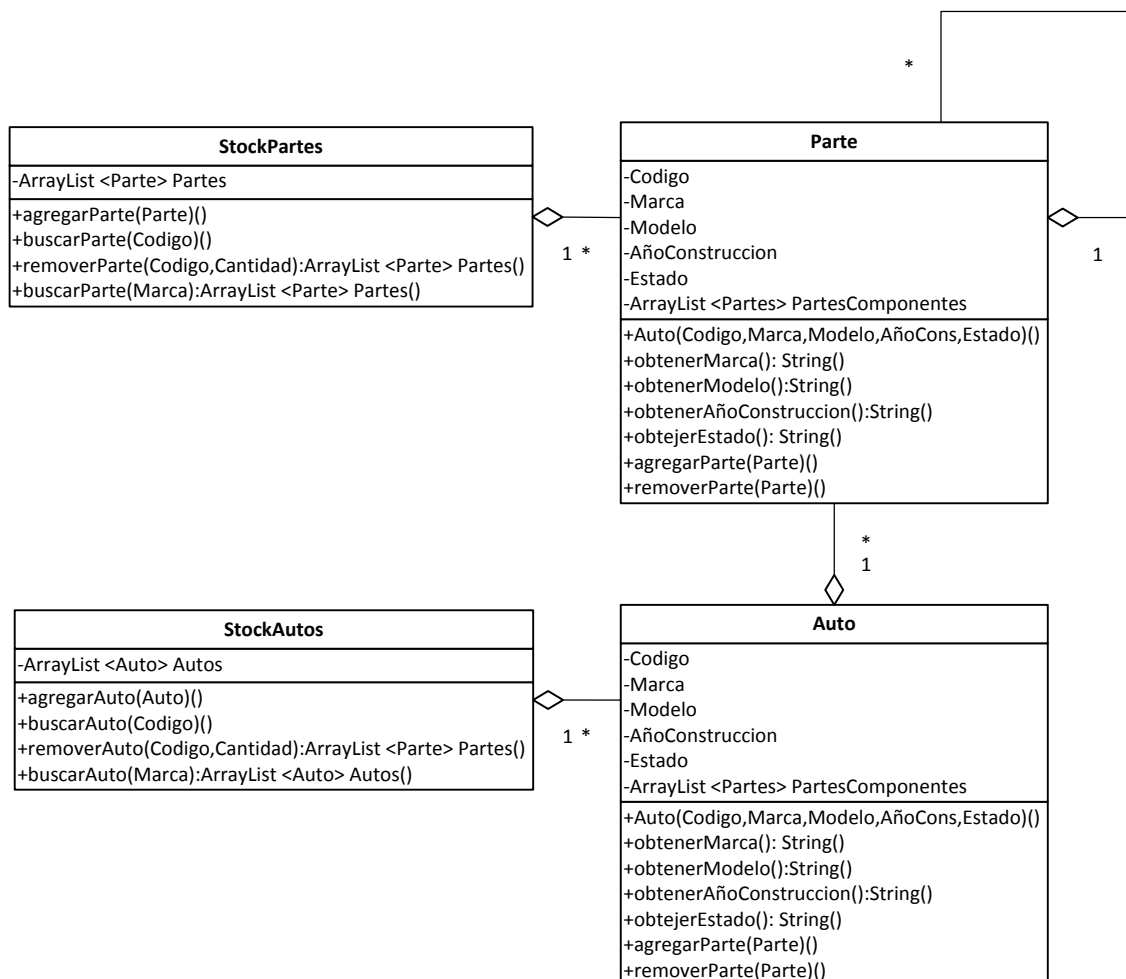 *
StockPartes
-ArrayList <Parte> Partes
+agregarParte(Parte)()
+buscarParte(Codigo)()
+removerParte(Codigo,Cantidad):ArrayList <Parte> Partes()
+buscarParte(Marca):ArrayList <Parte> Partes()
1 *
Parte
-Codigo
-Marca
-Modelo
-AñoConstruccion
-Estado
-ArrayList <Partes> PartesComponentes
+Auto(Codigo,Marca,Modelo,AñoCons,Estado)()
+obtenerMarca(): String()
+obtenerModelo():String()
+obtenerAñoConstruccion():String()
+obtejerEstado(): String()
+agregarParte(Parte)()
+removerParte(Parte)()
1
*
1
StockAutos
-ArrayList <Auto> Autos
+agregarAuto(Auto)()
+buscarAuto(Codigo)()
+removerAuto(Codigo,Cantidad):ArrayList <Parte> Partes()
+buscarAuto(Marca):ArrayList <Auto> Autos()
1 *
Auto
-Codigo
-Marca
-Modelo
-AñoConstruccion
-Estado
-ArrayList <Partes> PartesComponentes
+Auto(Codigo,Marca,Modelo,AñoCons,Estado)()
+obtenerMarca(): String()
+obtenerModelo():String()
+obtenerAñoConstruccion():String()
+obtejerEstado(): String()
+agregarParte(Parte)()
+removerParte(Parte)()